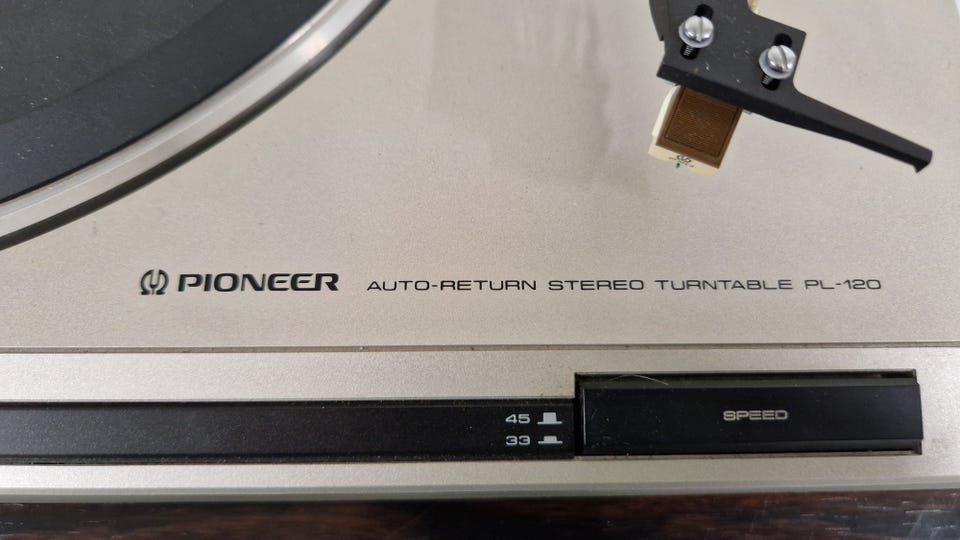 PIONEER AUTO-RETURN STEREO TURNTABLE PL-120
45
33
SPEED